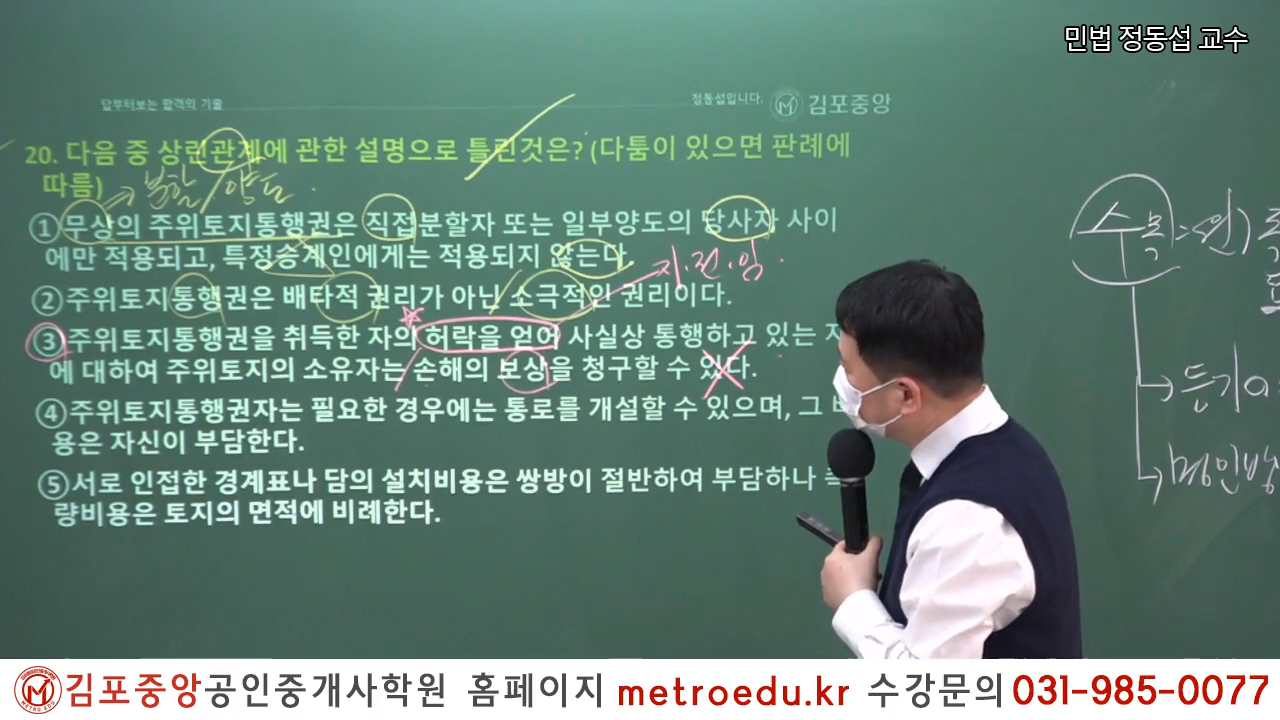 민법 정동섭 교수
답부터보는 합격의 기술
정동섭입니다.
김포중앙
20. 다음 중 상린관계에 관한 설명으로 틀린것은? (다툼이 있으면 판례에
따름)
분할/양도
① 무상의 주위토지통행권은 직접분할자 또는 일부양도의 당사자 사이
에만 적용되고, 특정승계인에게는 적용되지 않는다.
지.전.임.
② 주위토지통행권은 배타적 권리가 아닌 소극적인 권리이다.
③ 주위토지통행권을 취득한 자의 허락을 얻어 사실상 통행하고 있는
에 대하여 주위토지의 소유자는 손해의 보상을 청구할 수 있다.
④ 주위토지통행권자는 필요한 경우에는 통로를 개설할 수 있으며, 그
용은 자신이 부담한다.
⑤ 서로 인접한 경계표나 담의 설치비용은 쌍방이 절반하여 부담하나
량비용은 토지의 면적에 비례한다.
수목
등기
명인방
METRO EDU
김포중앙공인중개사학원 홈페이지 metroedu.kr 수강문의 031-985-0077